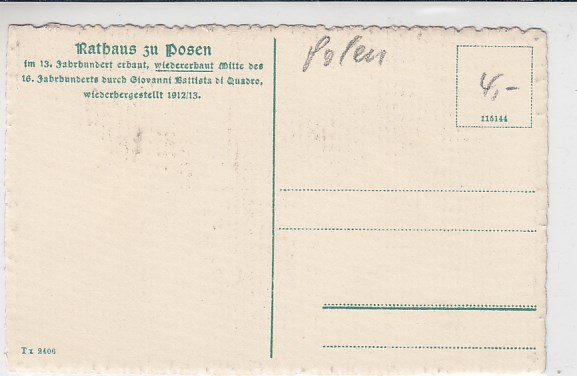 Rathaus zu Posen
im 13. Jahrhundert erbaut, wiedererbaut Mitte des
16. Jahrhunderts durch Giovanni Battista di Quadro,
wiederhergestellt 1912/13.
Polen
4,-
115144
Tx 2406